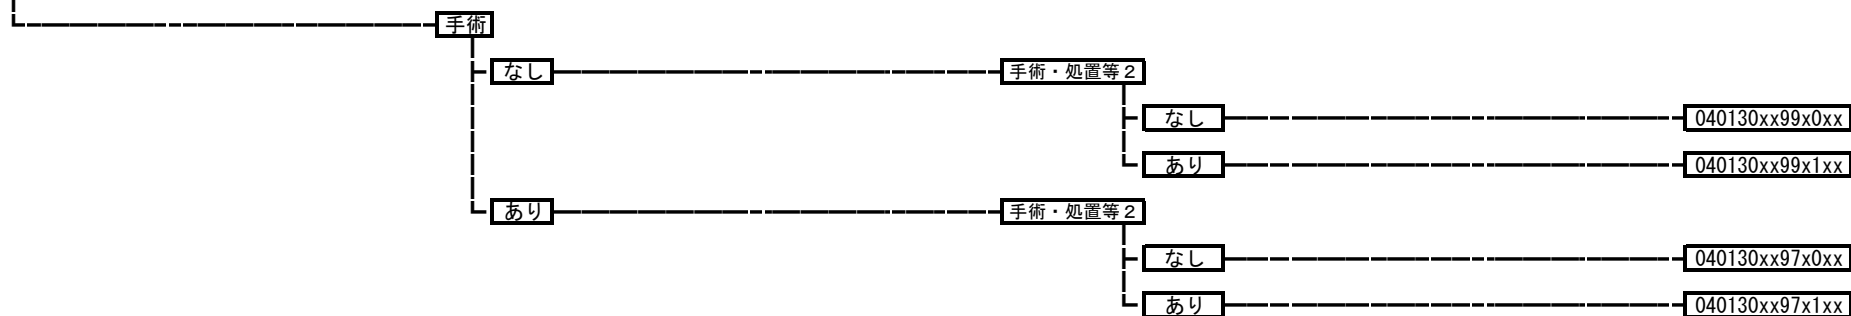 手術
なし 手術・処置等２
なし 040130xx99x0xx
あり 040130xx99x1xx
あり 手術・処置等２
なし 040130xx97x0xx
あり 040130xx97x1xx